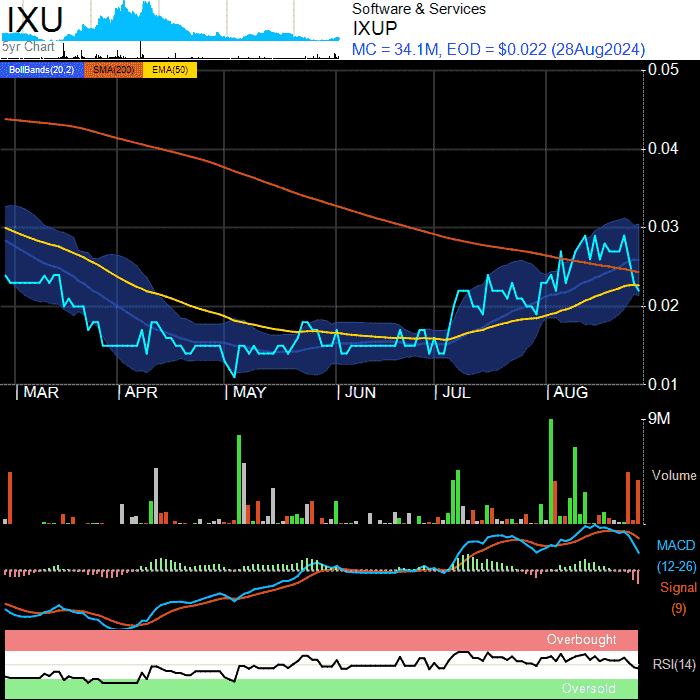 IXU
5yr Chart
Software & Services
IXUP
MC = 34.1M, EOD = $0.022 (28Aug2024)
BollBands(20,2) SMA(200) EMA(50)
0.05
0.04
0.03
0.02
0.01
| MAR | APR | MAY | JUN | JUL | AUG
9M
Volume
MACD
(12-26)
Signal
(9)
Overbought
RSI(14)
Oversold